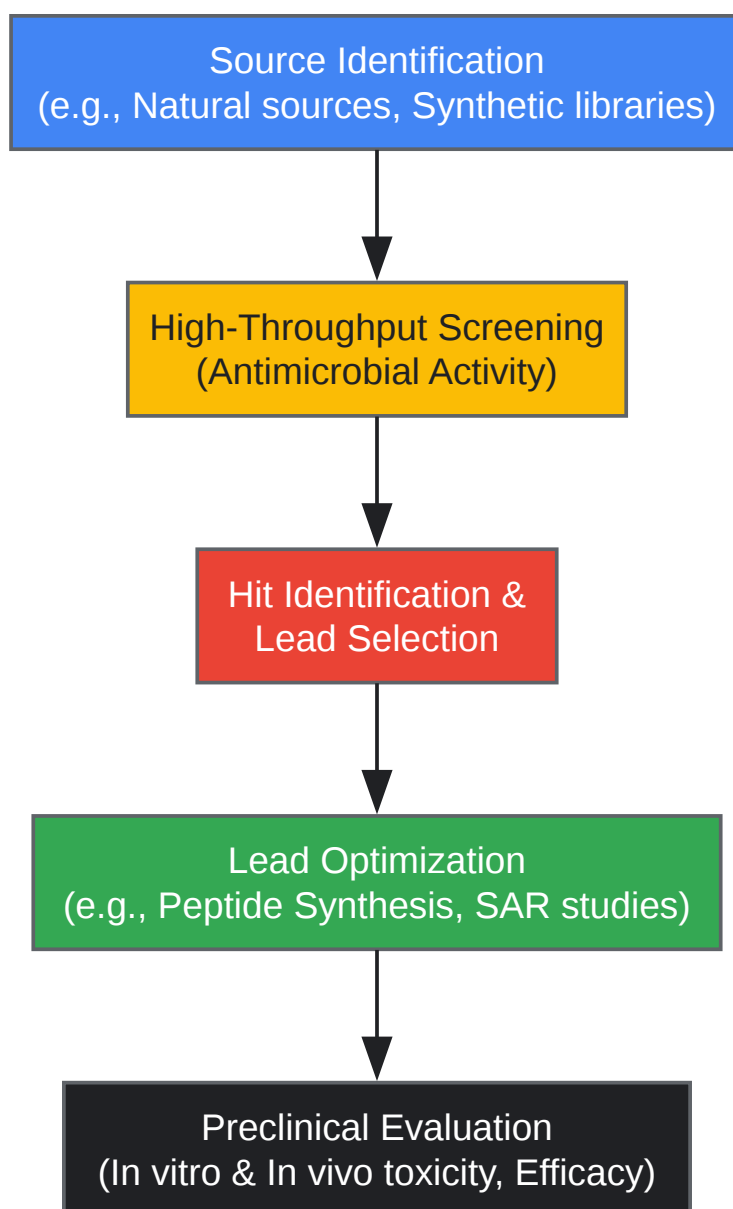 Source Identification
(e.g., Natural sources, Synthetic libraries)
High-Throughput Screening
(Antimicrobial Activity)
Hit Identification &
Lead Selection
Lead Optimization
(e.g., Peptide Synthesis, SAR studies)
Preclinical Evaluation
(In vitro & In vivo toxicity, Efficacy)